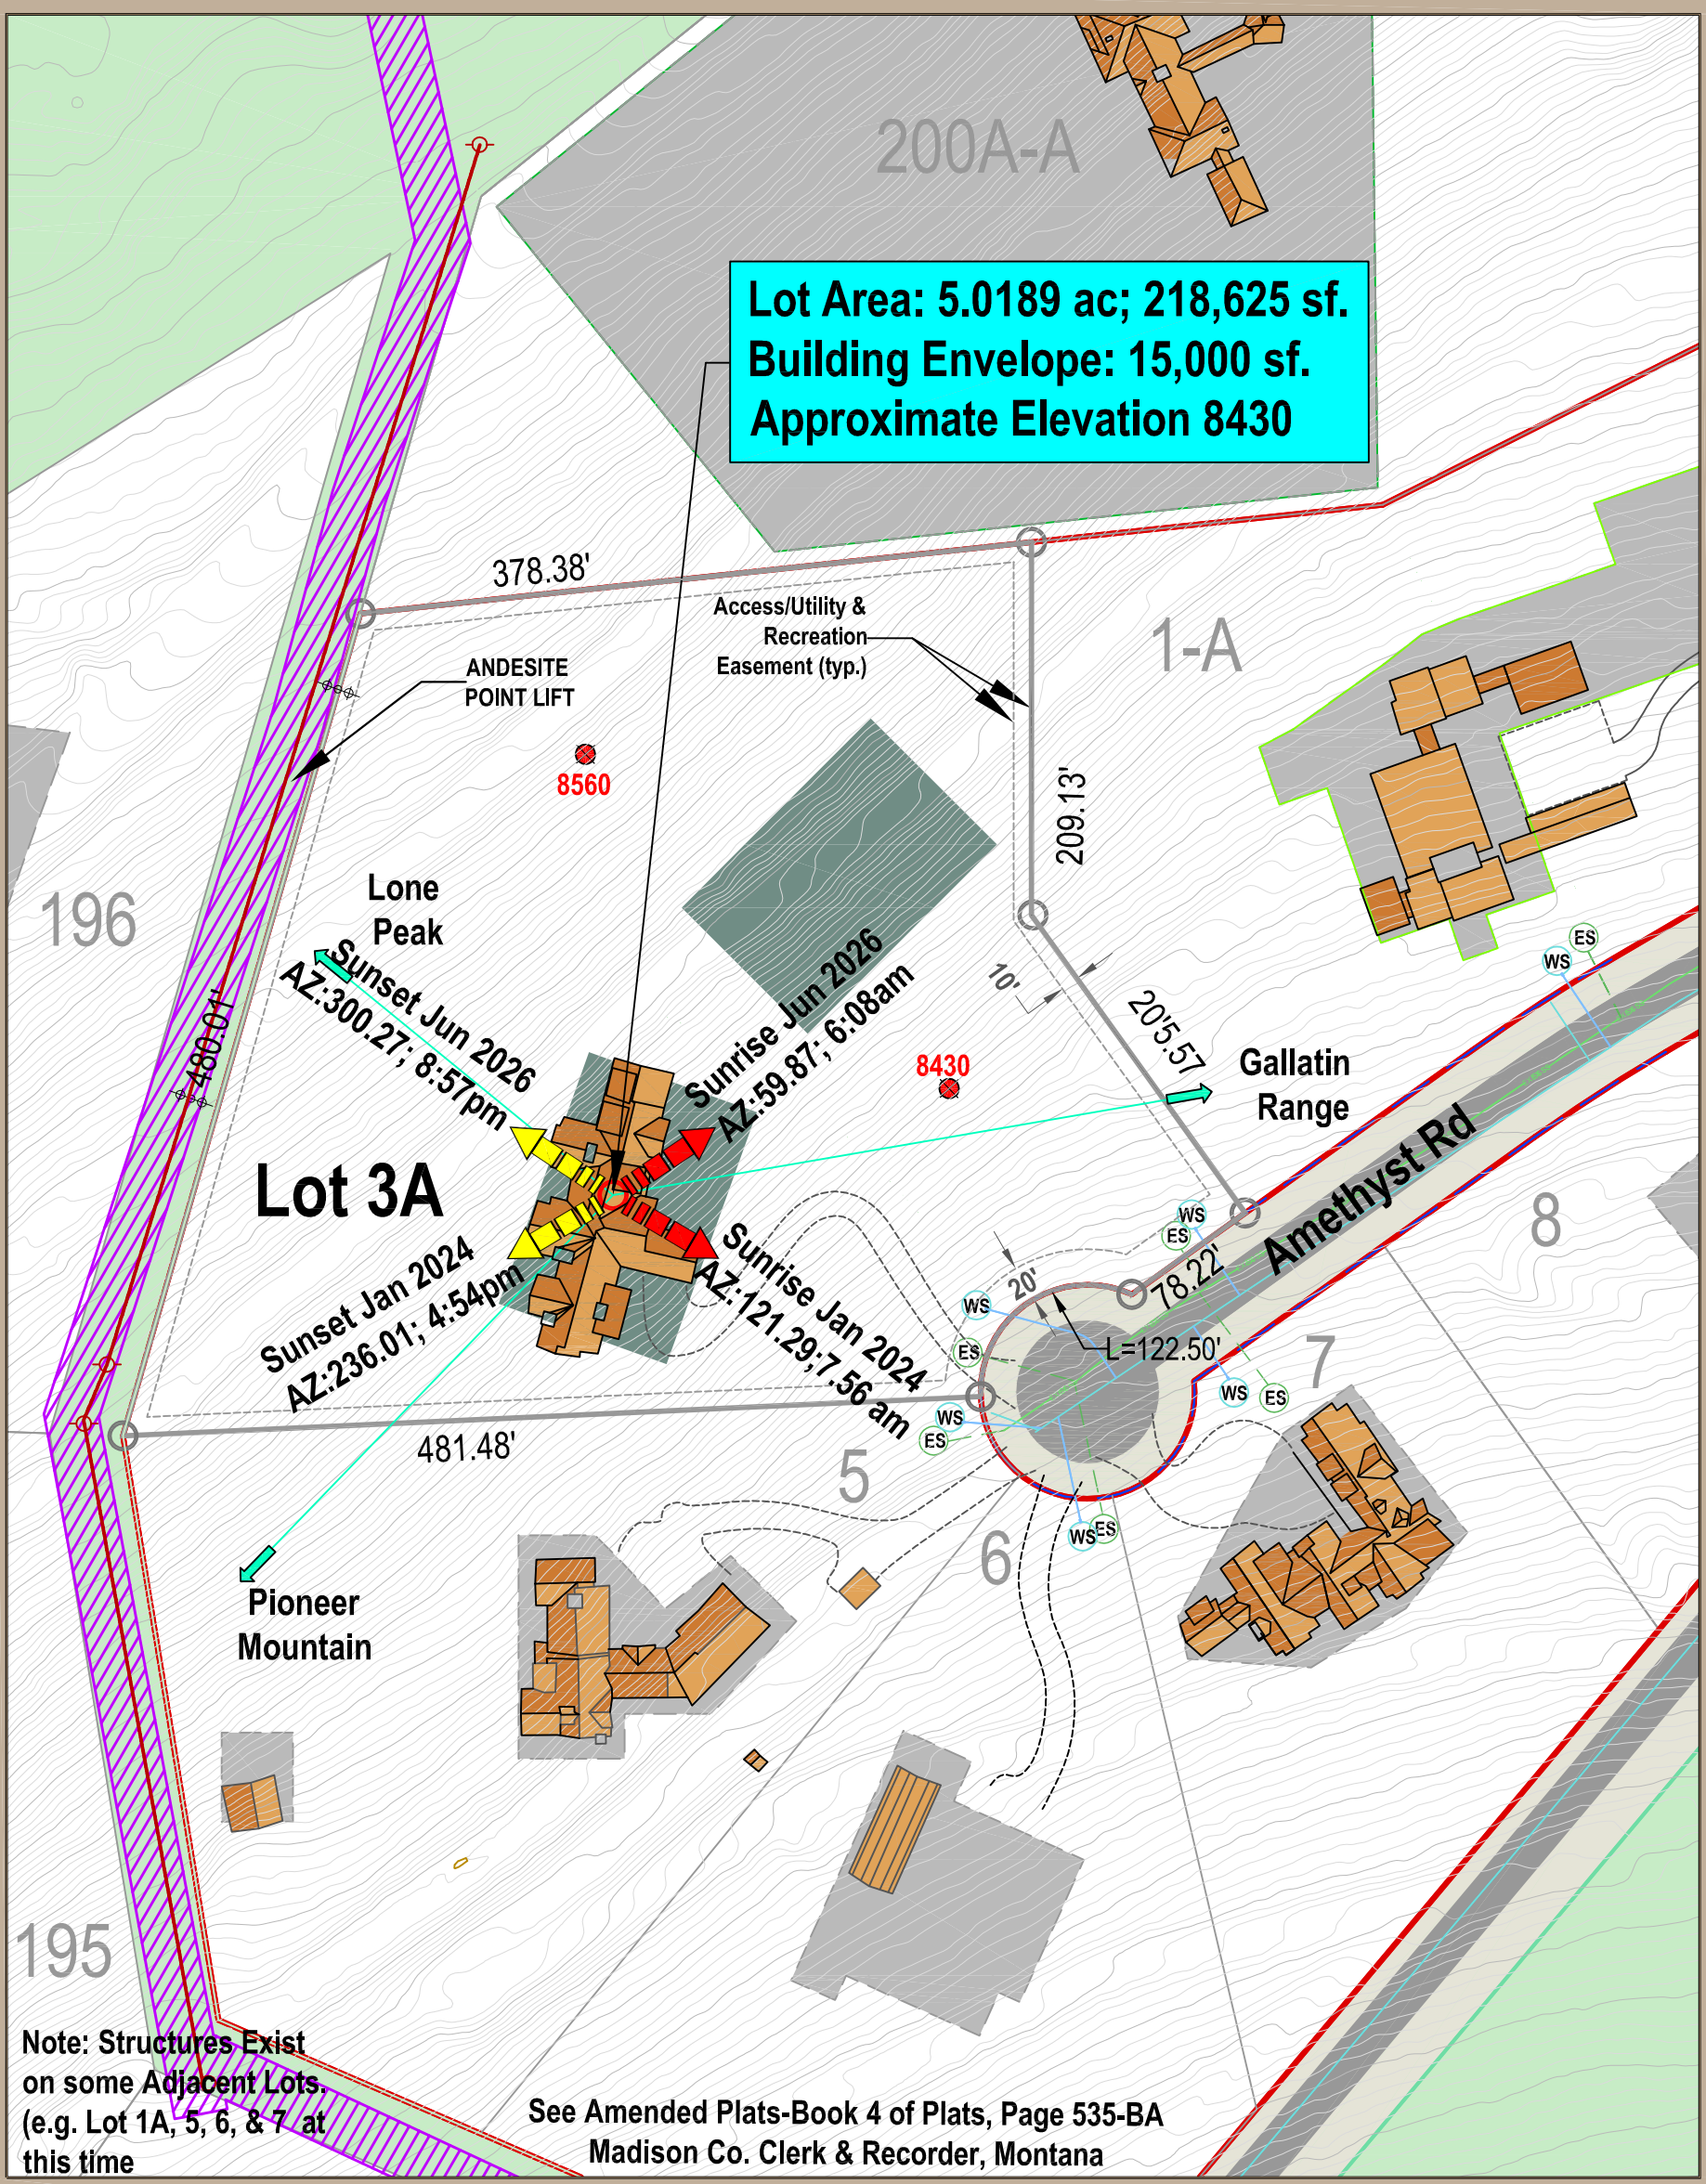 200A-A
Lot Area: 5.0189 ac; 218,625 sf.
Building Envelope: 15,000 sf.
Approximate Elevation 8430
378.38'
Access/Utility &
Recreation
Easement (typ.)
1-A
ANDESITE
POINT LIFT
8560
209.13'
196
Lone
Peak
Sunset Jun 2026
AZ:300.27; 8:57pm
Sunrise Jun 2026
AZ:59.87; 6:08am
10'
20'5.57
ES
WS
480.01'
8430
Gallatin
Range
Amethyst Rd
Lot 3A
8
WS
ES
78.22'
Sunset Jan 2024
AZ:236.01; 4:54pm
Sunrise Jan 2024
AZ:121.29;7.56 am
20'
WS
ES
L=122.50'
7
WS
ES
WS
ES
481.48'
5
6
WS
ES
Pioneer
Mountain
195
Note: Structures Exist
on some Adjacent Lots.
(e.g. Lot 1A, 5, 6, & 7 at
this time
See Amended Plats-Book 4 of Plats, Page 535-BA
Madison Co. Clerk & Recorder, Montana